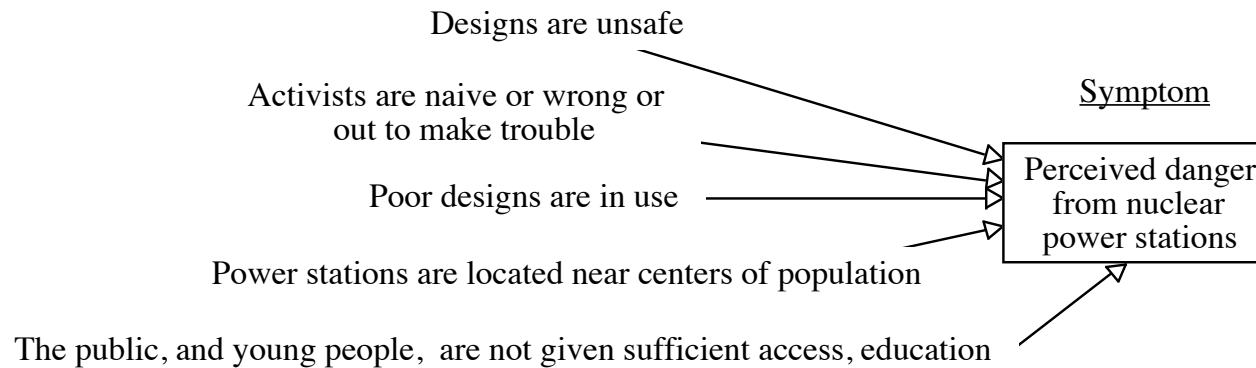 Designs are unsafe
Activists are naive or wrong or
out to make trouble
Symptom
Perceived danger
from nuclear
power stations
Poor designs are in use
Power stations are located near centers of population
The public, and young people,  are not given sufficient access, education